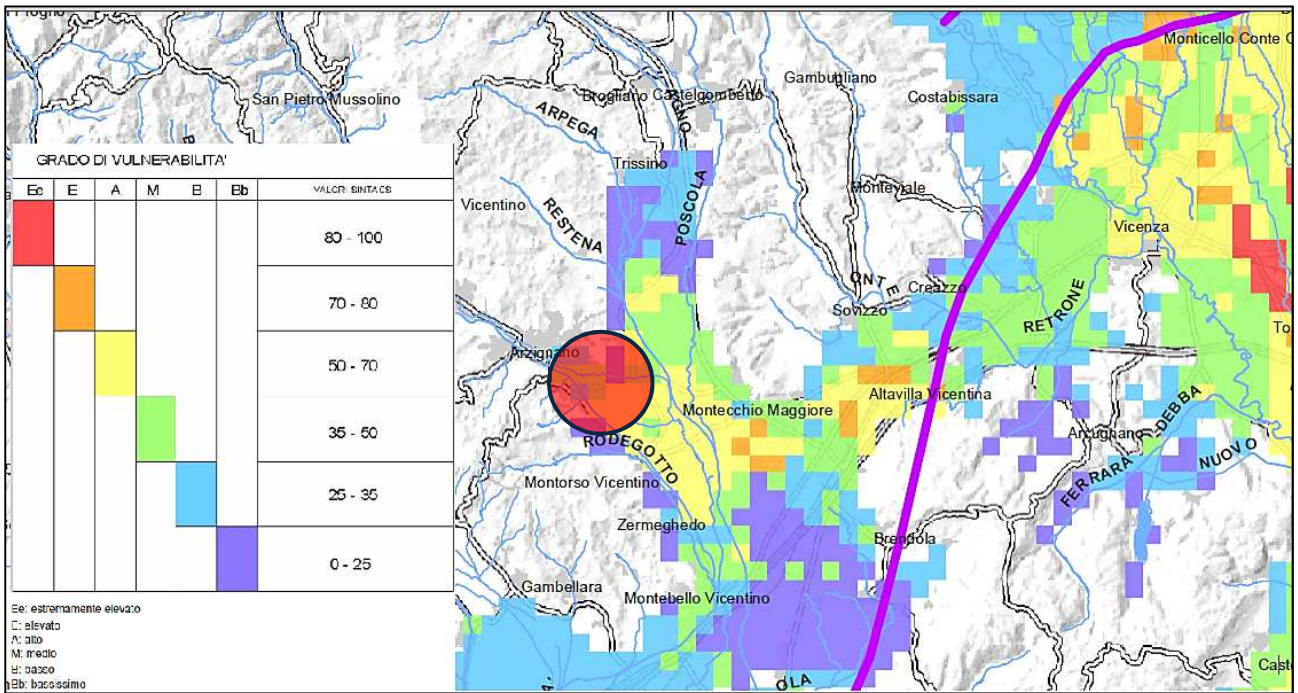 San Pietro Mussolino
GRADO DI VULNERABILITA'
Ee E A M B Bb VALORI SINTACS
80 - 100
70 - 80
50 - 70
35 - 50
25 - 35
0 - 25
Ee: estremamente elevato
E: elevato
A: alto
M: medio
B: basso
Bb: bassissimo
Monticello Conte
Gambugliano
Brogliano
Castelgomberto
Costabissara
ARPEGA
AGNO
Trissino
POSCOLA
Monteviale
Vicentino
RESTENA
Vicenza
ONTE
Creazzo
Sovizzo
RETRONE
Arzignano
Altavilla Vicentina
Montecchio Maggiore
DEBBA
Arcugnano
RODEGOTTO
FERRARA
NUOVO
Montorso Vicentino
Zermeghedo
Brendola
Gambellara
Montebello Vicentino
OLA